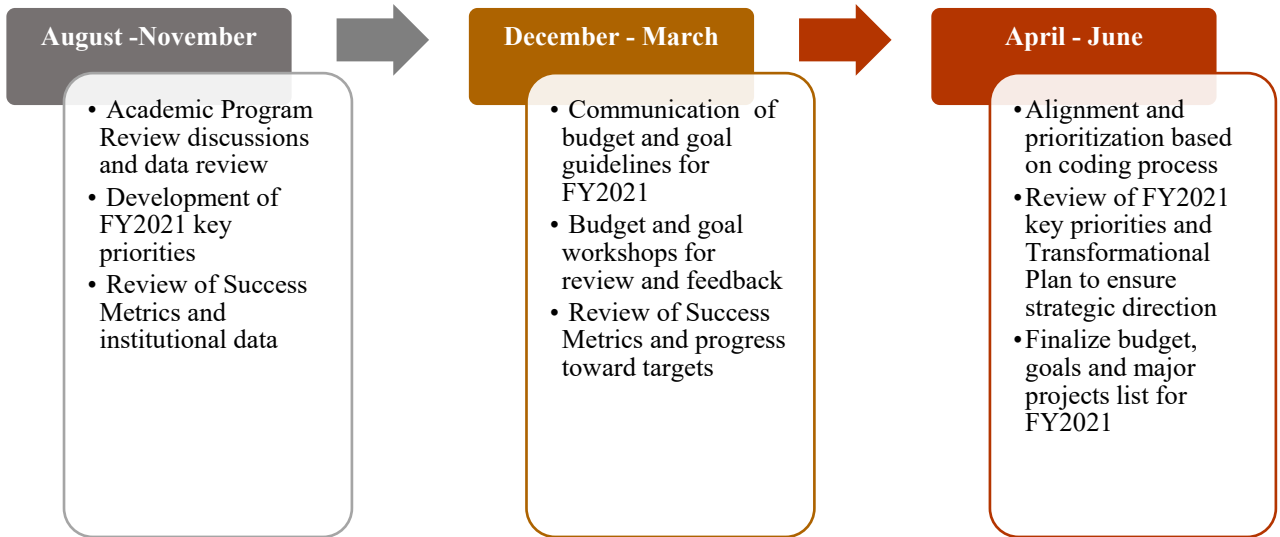 August -November
• Academic Program
Review discussions
and data review
• Development of
FY2021 key
priorities
• Review of Success
Metrics and
institutional data
December - March
• Communication of
budget and goal
guidelines for
FY2021
• Budget and goal
workshops for
review and feedback
• Review of Success
Metrics and progress
toward targets
April - June
•Alignment and
prioritization based
on coding process
•Review of FY2021
key priorities and
Transformational
Plan to ensure
strategic direction
•Finalize budget,
goals and major
projects list for
FY2021